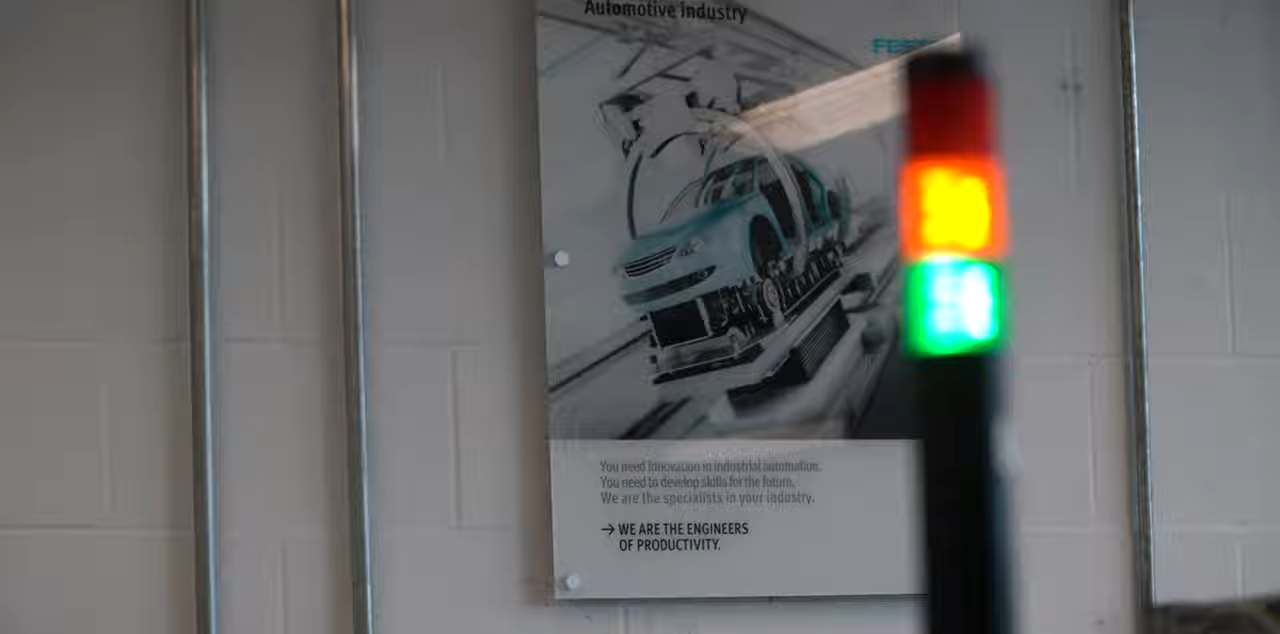 Automotive industry
FESTO
You need innovation in industrial automation.
You need to develop skills for the future.
We are the specialists in your industry.
→ WE ARE THE ENGINEERS
OF PRODUCTIVITY.